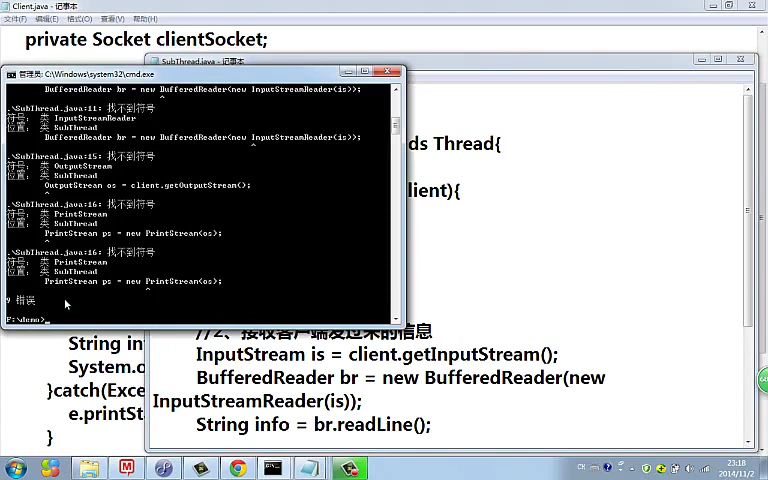 Client.java - 记事本
文件(F) 编辑(E) 格式(O) 查看(V) 帮助(H)
private Socket clientSocket;
SubThread.java - 记事本
管理员: C:\Windows\system32\cmd.exe
BufferedReader br = new BufferedReader(new InputStreamReader(is));
^
.\SubThread.java:11: 找不到符号
符号: 类 InputStreamReader
位置: 类 SubThread
BufferedReader br = new BufferedReader(new InputStreamReader(is));
^
.\SubThread.java:15: 找不到符号
符号: 类 OutputStream
位置: 类 SubThread
OutputStream os = client.getOutputStream();
^
.\SubThread.java:16: 找不到符号
符号: 类 PrintStream
位置: 类 SubThread
PrintStream ps = new PrintStream(os);
^
.\SubThread.java:16: 找不到符号
符号: 类 PrintStream
位置: 类 SubThread
PrintStream ps = new PrintStream(os);
^
9 错误
F:\demo>
ds Thread{
lient){
//2、接收客户端发过来的信息
InputStream is = client.getInputStream();
BufferedReader br = new BufferedReader(new
InputStreamReader(is));
String info = br.readLine();
String inf
System.o
}catch(Exce
e.printSt
}
CH
23:18
2014/11/2